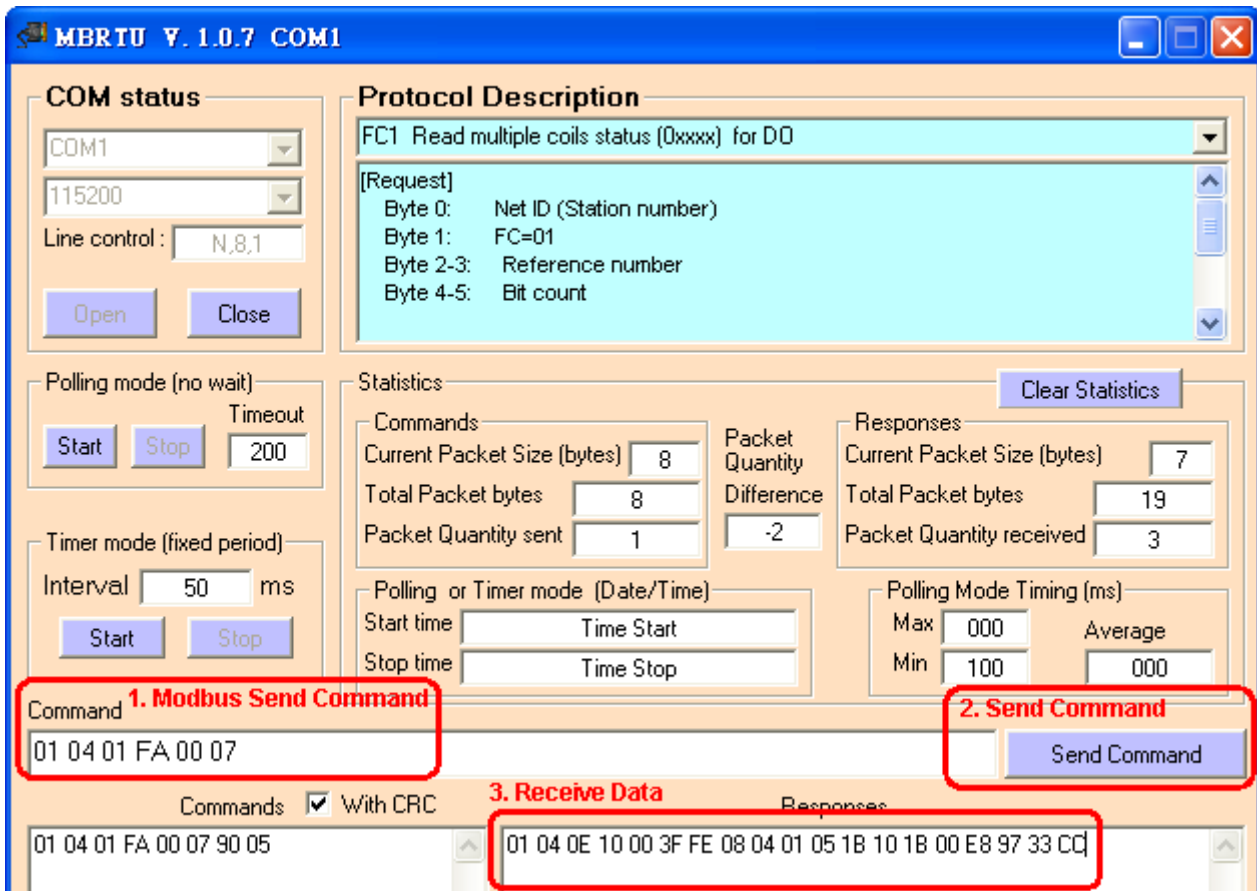 MBRTU V. 1.0.7 COM1
COM status
COM1
115200
Line control : N,8,1
Open Close
Protocol Description
FC1 Read multiple coils status (0xxxx) for DO
[Request]
Byte 0: Net ID (Station number)
Byte 1: FC=01
Byte 2-3: Reference number
Byte 4-5: Bit count
Polling mode (no wait)
Timeout
Start Stop 200
Timer mode (fixed period)
Interval 50 ms
Start Stop
Statistics
Clear Statistics
Commands
Current Packet Size (bytes) 8
Total Packet bytes 8
Packet Quantity sent 1
Packet
Quantity
Difference
-2
Responses
Current Packet Size (bytes) 7
Total Packet bytes 19
Packet Quantity received 3
Polling or Timer mode (Date/Time)
Start time Time Start
Stop time Time Stop
Polling Mode Timing (ms)
Max 000
Min 100
Average
000
1. Modbus Send Command
Command
01 04 01 FA 00 07
2. Send Command
Send Command
Commands With CRC
01 04 01 FA 00 07 90 05
3. Receive Data
Responses
01 04 0E 10 00 3F FE 08 04 01 05 1B 10 1B 00 E8 97 33 CC